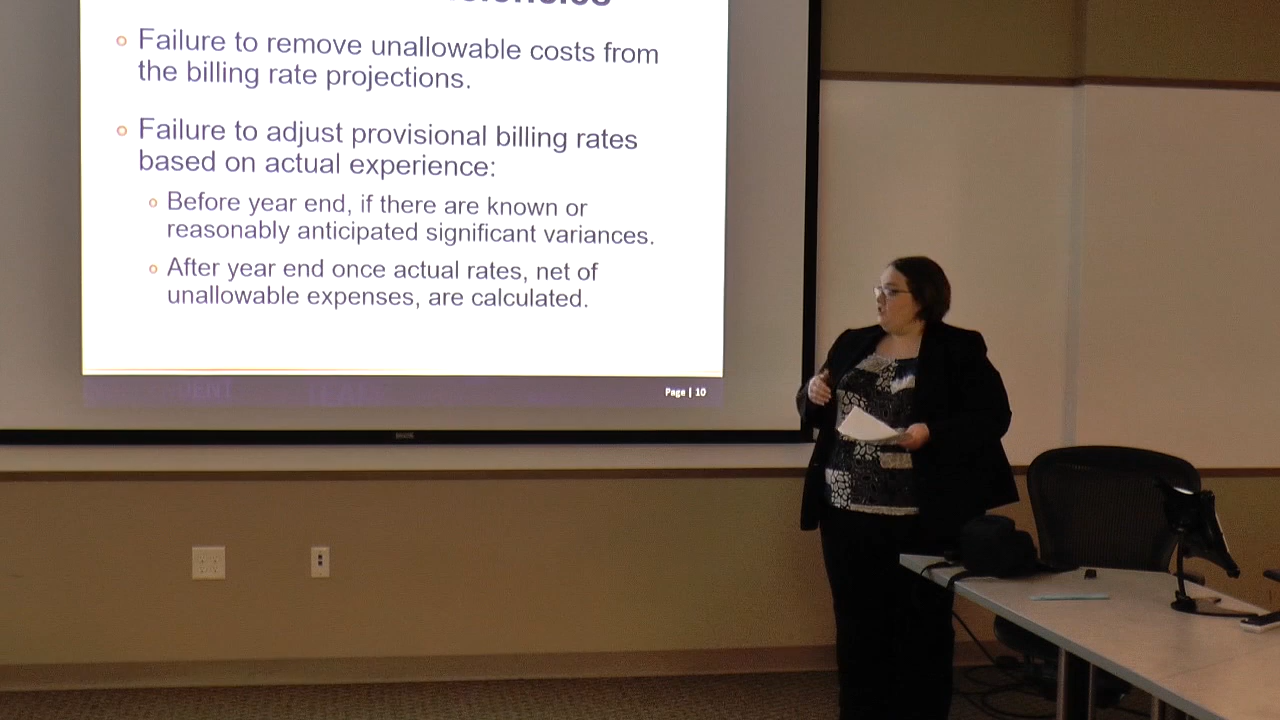 Failure to remove unallowable costs from
the billing rate projections.
Failure to adjust provisional billing rates
based on actual experience:
Before year end, if there are known or
reasonably anticipated significant variances.
After year end once actual rates, net of
unallowable expenses, are calculated.
Page | 10